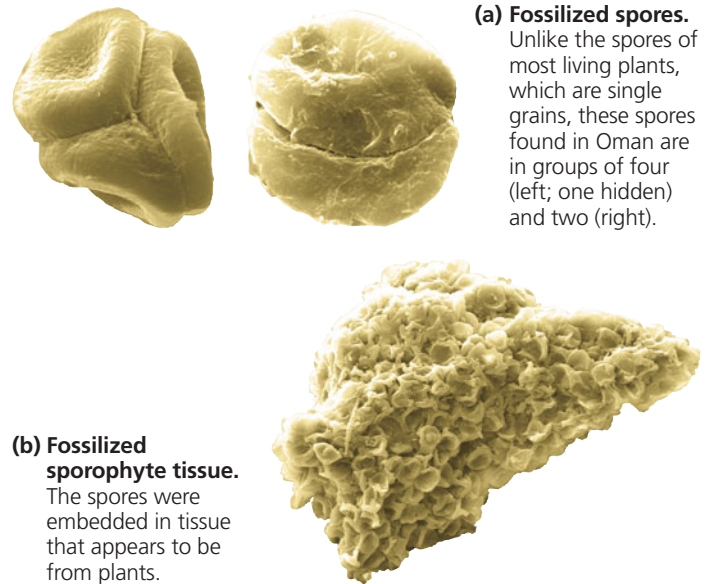 (a) Fossilized spores.
Unlike the spores of
most living plants,
which are single
grains, these spores
found in Oman are
in groups of four
(left; one hidden)
and two (right).
(b) Fossilized
sporophyte tissue.
The spores were
embedded in tissue
that appears to be
from plants.